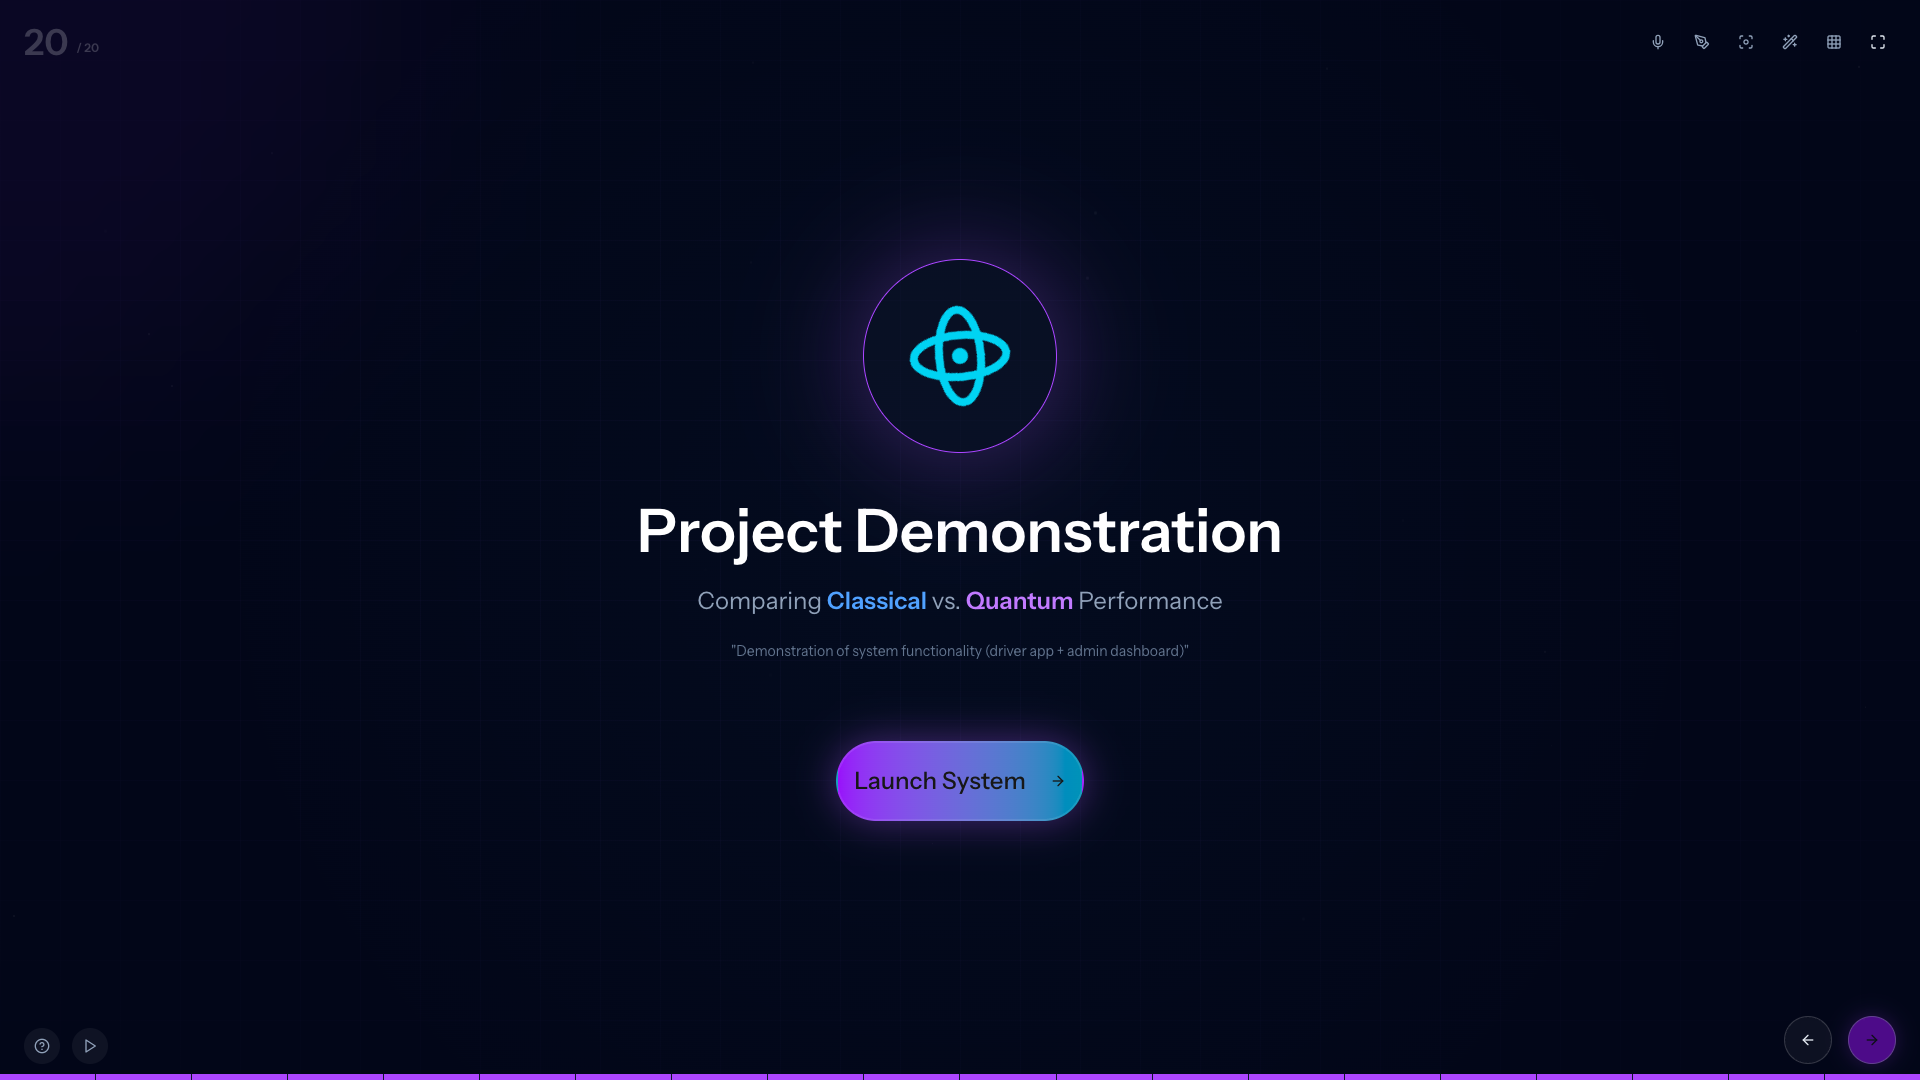 20 / 20
Project Demonstration
Comparing Classical vs. Quantum Performance
"Demonstration of system functionality (driver app + admin dashboard)"
Launch System